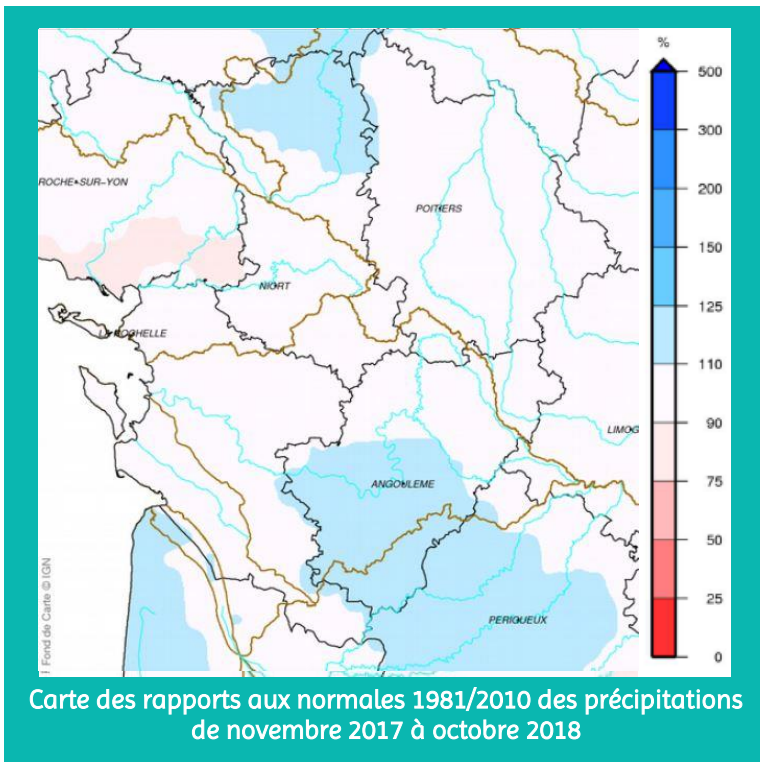 %
500
300
200
150
125
110
90
75
50
25
0
ROCHE-SUR-YON
POITIERS
NIORT
LA ROCHELLE
LIMOG
ANGOULEME
PERIGUEUX
Fond de Carte © IGN
Carte des rapports aux normales 1981/2010 des précipitations
de novembre 2017 à octobre 2018